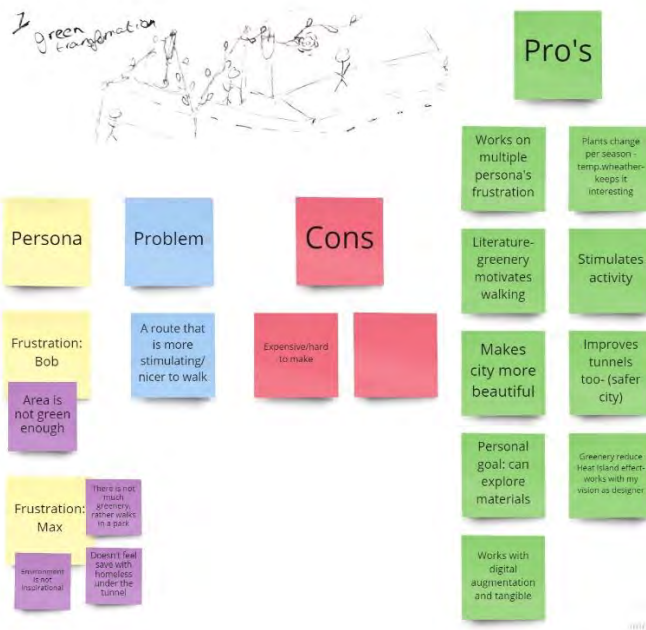 1
green
transformation
Pro's
Works on
multiple
persona's
frustration
Plants change
per season -
temp.wheather-
keeps it
interesting
Persona
Problem
Cons
Literature-
greenery
motivates
walking
Stimulates
activity
Frustration:
Bob
A route that
is more
stimulating/
nicer to walk
Expensive/hard
to make
Makes
city more
beautiful
Improves
tunnels
too- (safer
city)
Area is
not green
enough
Personal
goal: can
explore
materials
Greenery reduce
Heat Island effect-
works with my
vision as designer
Frustration:
Max
There is not
much
greenery,
rather walks
in a pack
Environment
is not
inspirational
Doesn't feel
save with
homeless
under the
tunnel
Works with
digital
augmentation
and tangible